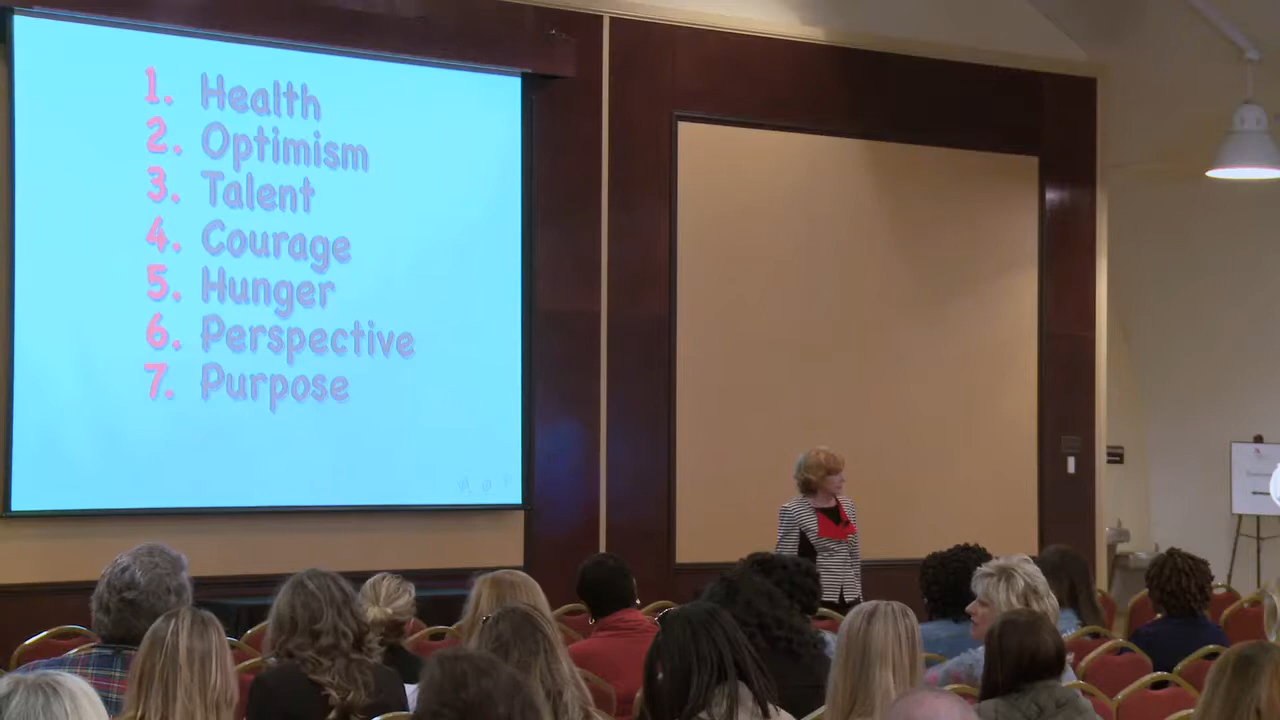 1. Health
2. Optimism
3. Talent
4. Courage
5. Hunger
6. Perspective
7. Purpose